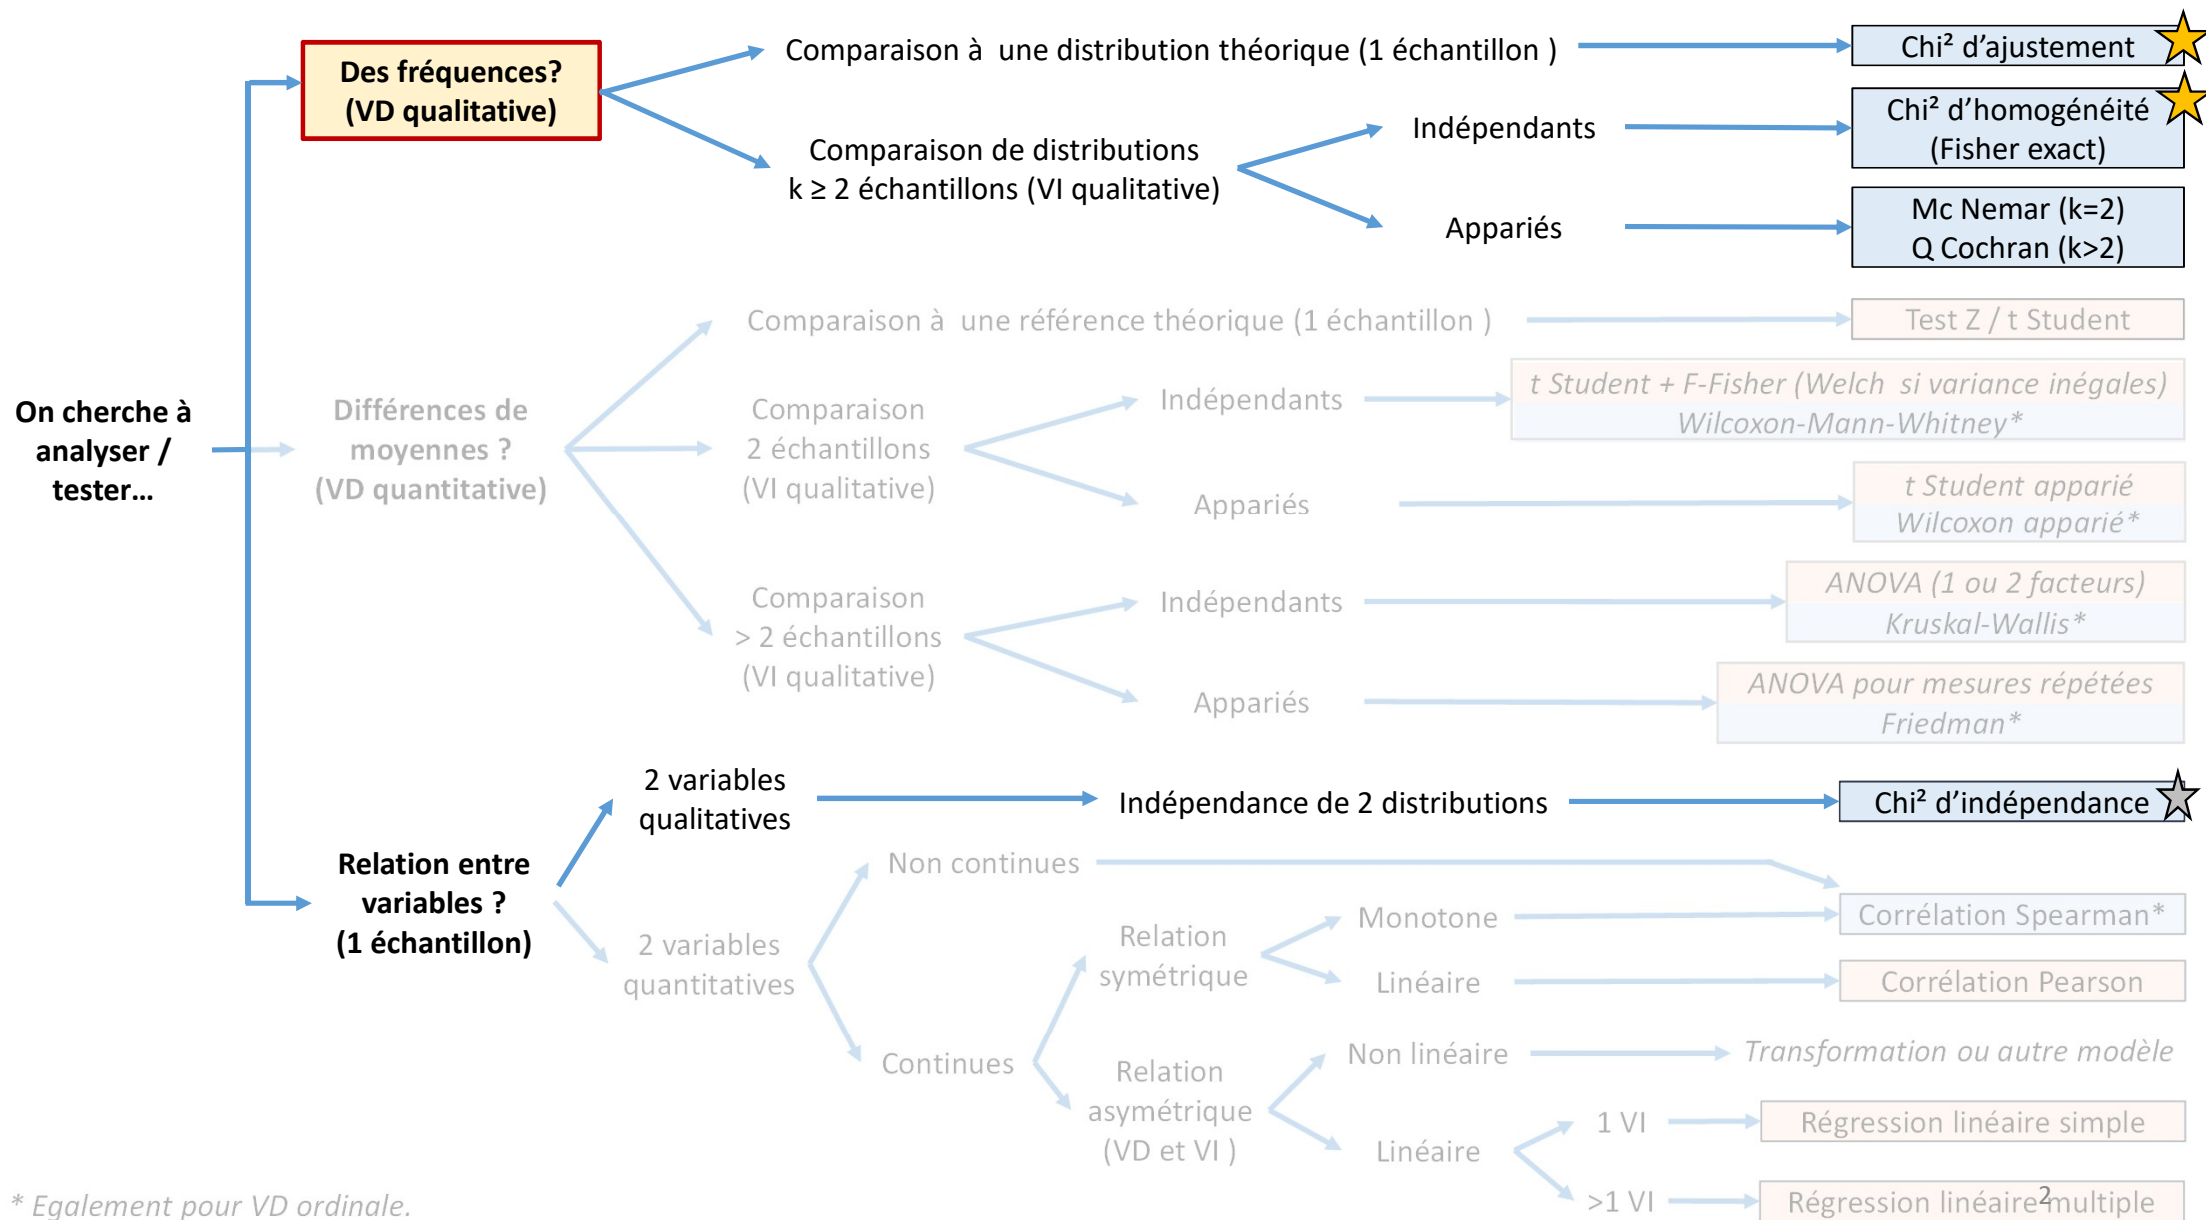 Des fréquences?
(VD qualitative)
Comparaison à une distribution théorique (1 échantillon )
Chi² d'ajustement
Comparaison de distributions
k ≥ 2 échantillons (VI qualitative)
Indépendants
Chi² d'homogénéité
(Fisher exact)
Appariés
Mc Nemar (k=2)
Q Cochran (k>2)
On cherche à
analyser /
tester…
Différences de
moyennes ?
(VD quantitative)
Comparaison à une référence théorique (1 échantillon )
Test Z / t Student
Comparaison
2 échantillons
(VI qualitative)
Indépendants
t Student + F-Fisher (Welch si variance inégales)
Wilcoxon-Mann-Whitney*
Appariés
t Student apparié
Wilcoxon apparié*
Comparaison
> 2 échantillons
(VI qualitative)
Indépendants
ANOVA (1 ou 2 facteurs)
Kruskal-Wallis*
Appariés
ANOVA pour mesures répétées
Friedman*
Relation entre
variables ?
(1 échantillon)
2 variables
qualitatives
Indépendance de 2 distributions
Chi² d'indépendance
2 variables
quantitatives
Non continues
Continues
Relation
symétrique
Monotone
Corrélation Spearman*
Linéaire
Corrélation Pearson
Relation
asymétrique
(VD et VI )
Non linéaire
Transformation ou autre modèle
Linéaire
1 VI
Régression linéaire simple
>1 VI
Régression linéaire multiple
2
* Egalement pour VD ordinale.